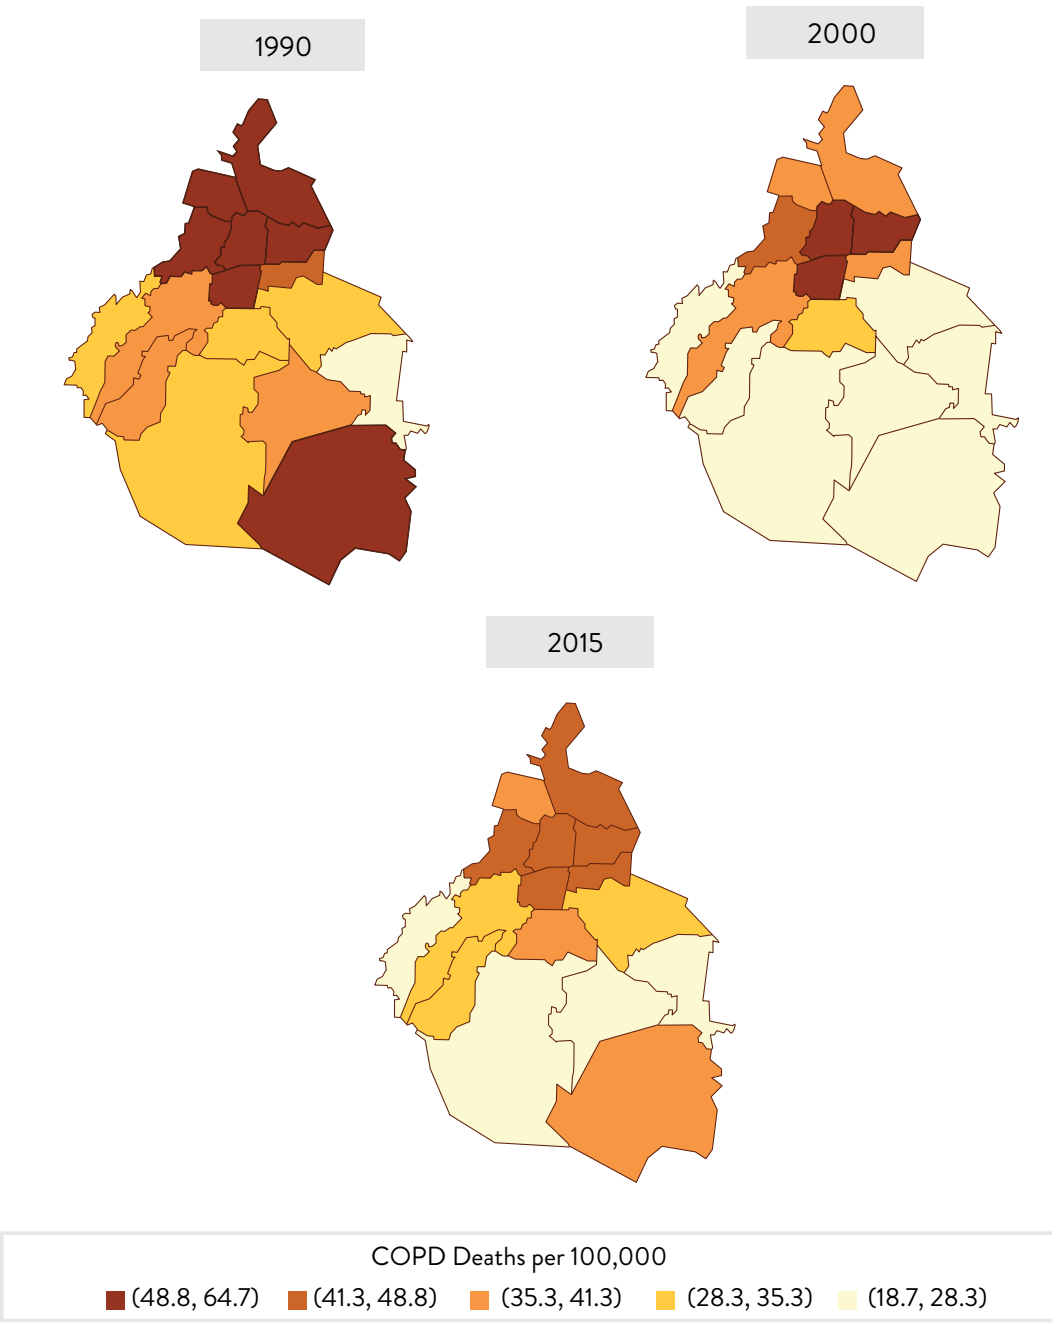 1990
2000
2015
COPD Deaths per 100,000
(48.8, 64.7) (41.3, 48.8) (35.3, 41.3) (28.3, 35.3) (18.7, 28.3)